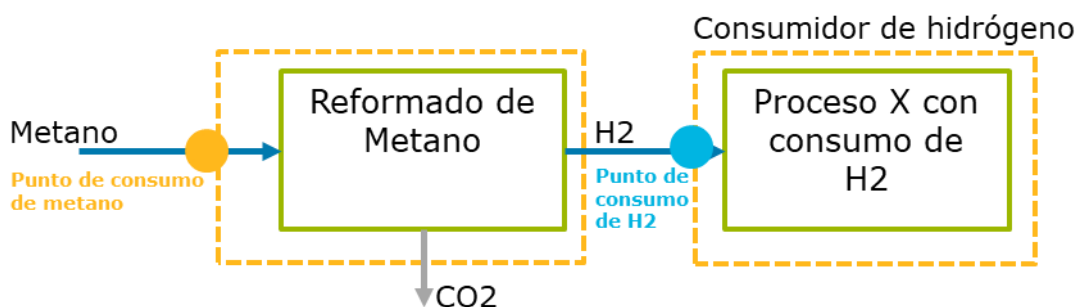 Consumidor de hidrógeno
Metano
Punto de consumo
de metano
Reformado de
Metano
H2
Punto de
consumo
de H2
Proceso X con
consumo de
H2
CO2